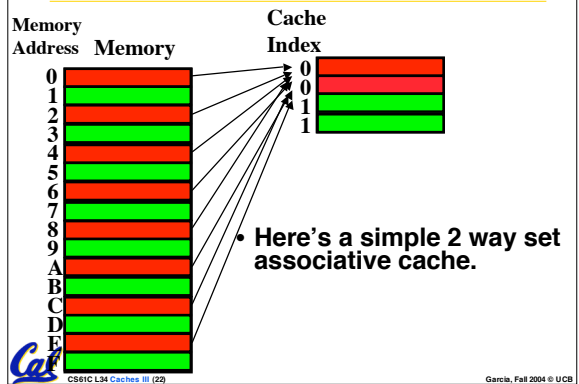 Memory
Address Memory
Cache
Index
0
1
2
3
4
5
6
7
8
9
A
B
C
D
E
F
0
0
1
1
• Here's a simple 2 way set
associative cache.
Cal
CS61C L34 Caches III (22)
Garcia, Fall 2004 © UCB